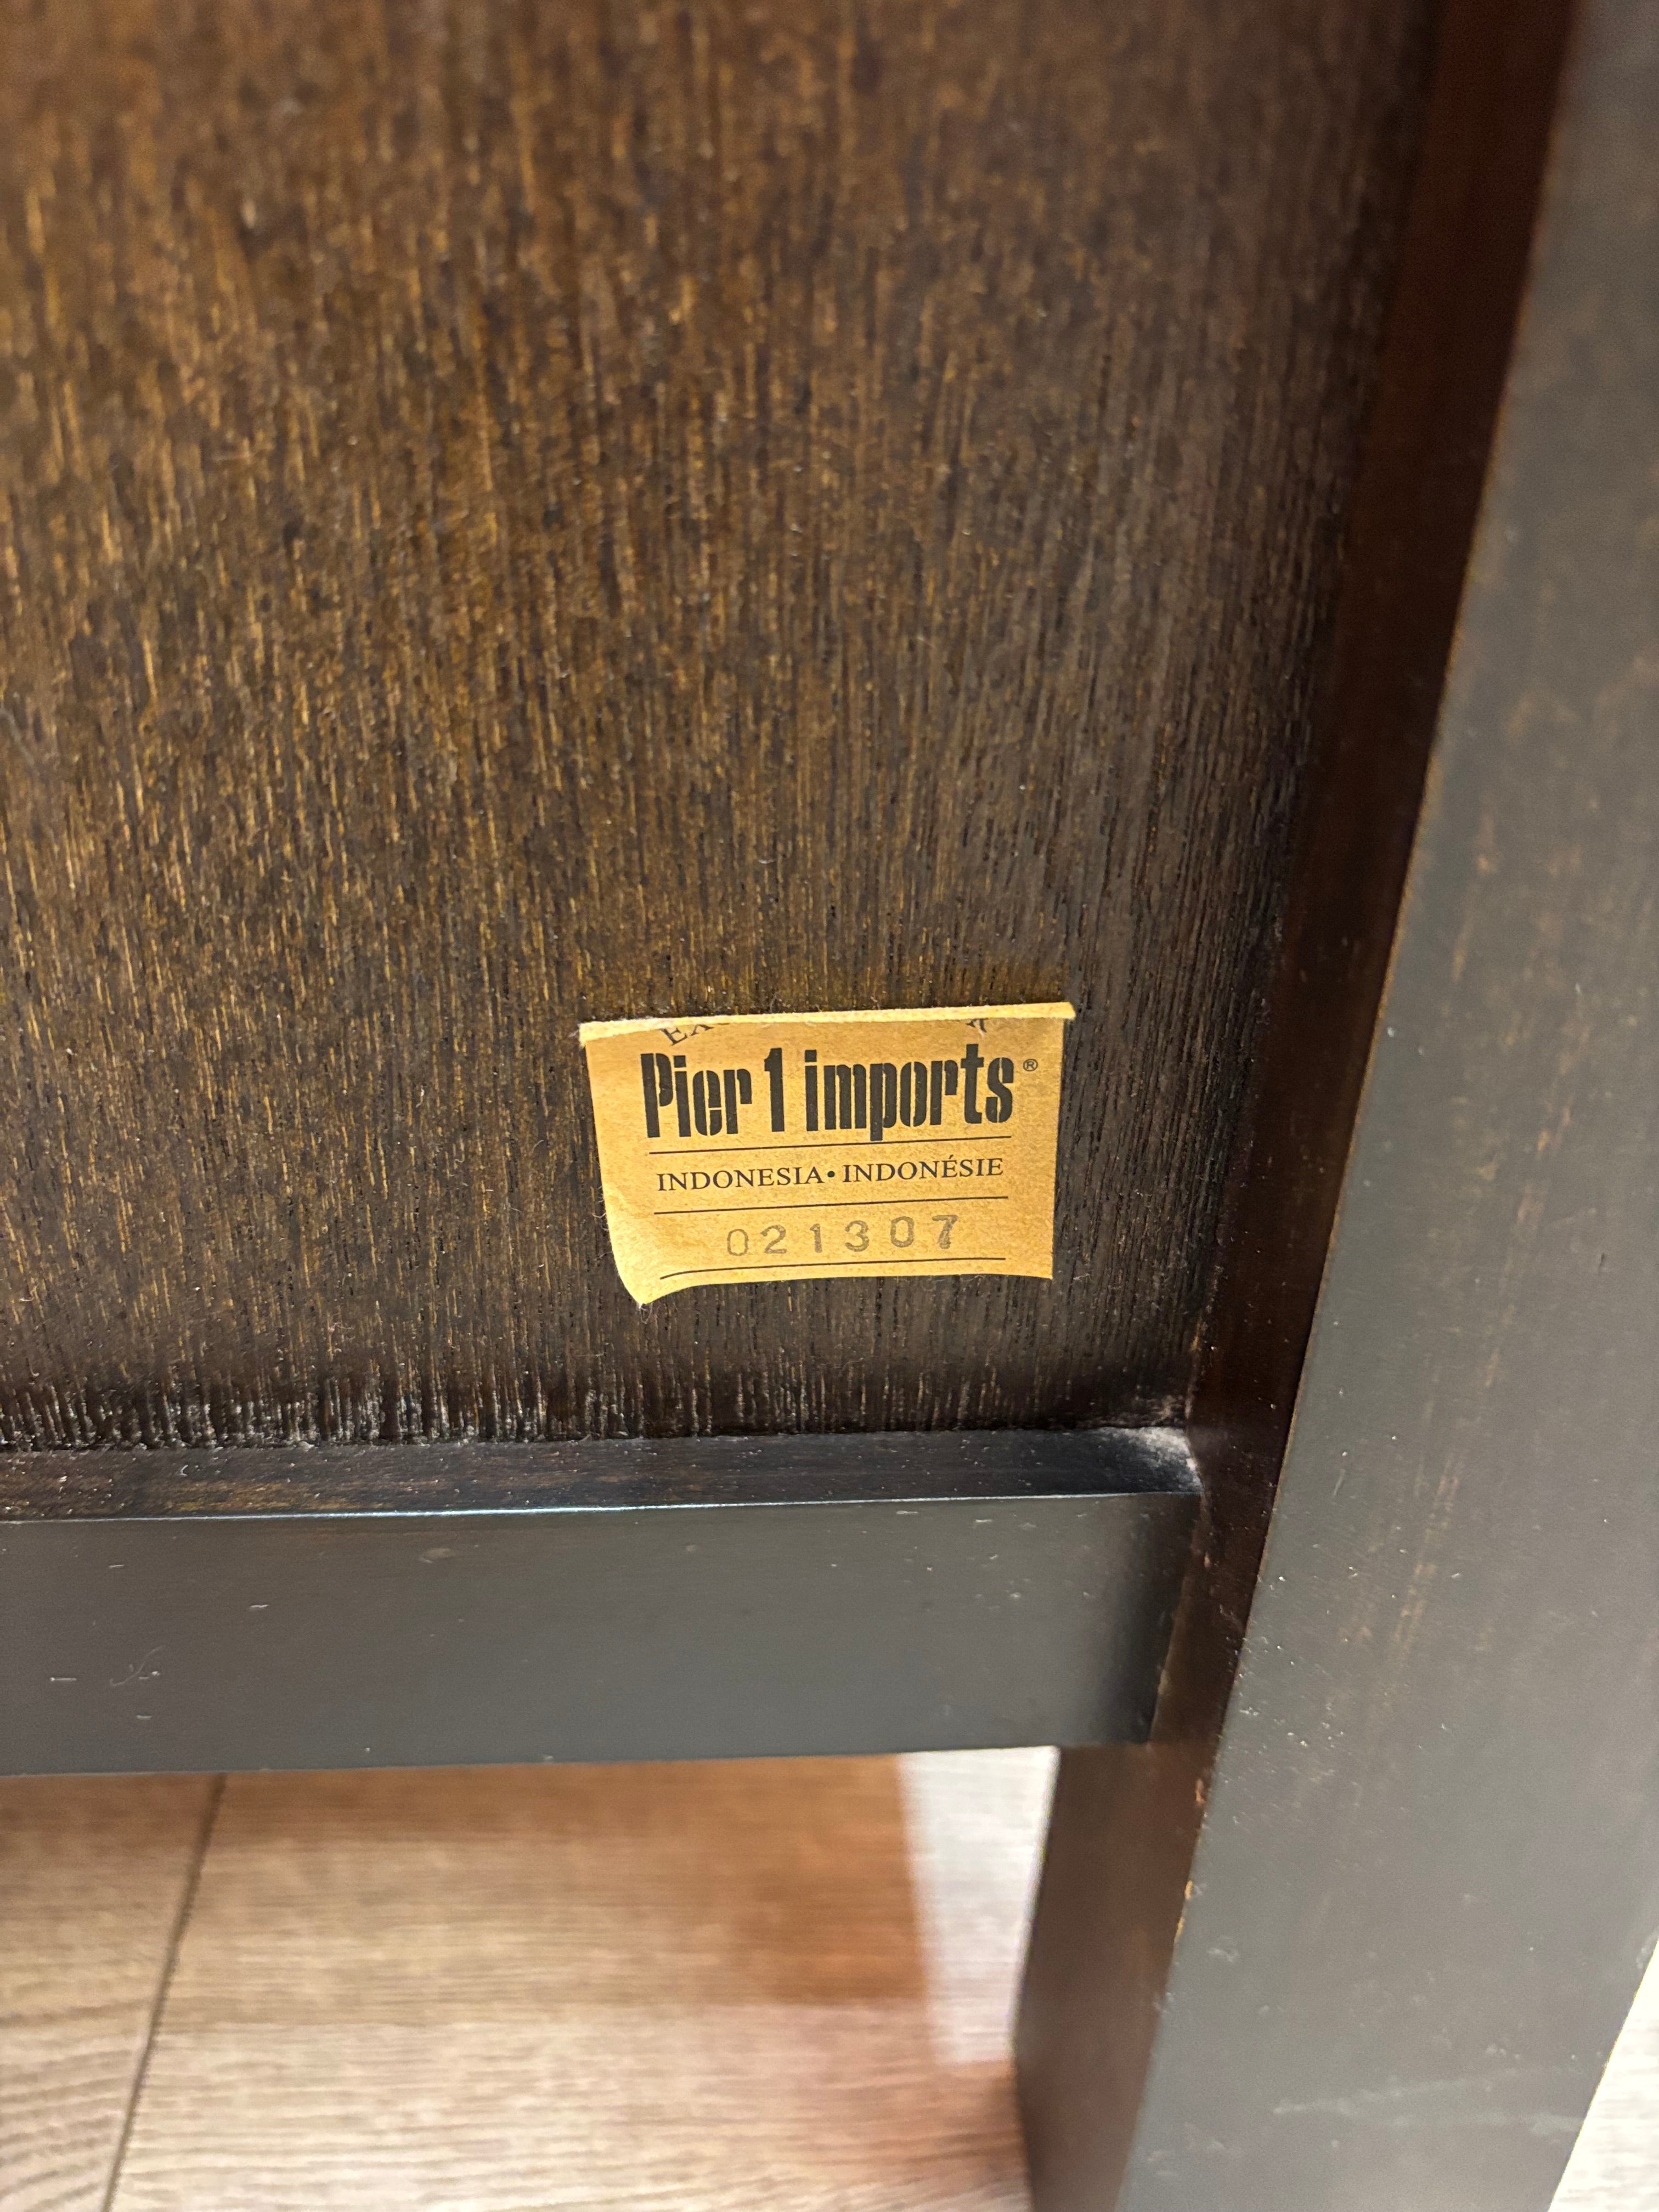 Pier 1 imports®
INDONESIA • INDONÉSIE
021307